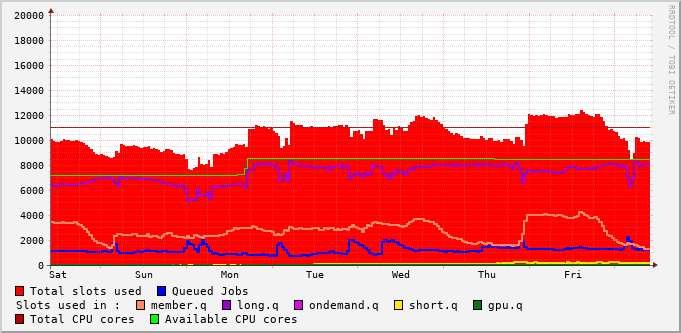 20000
18000
16000
14000
12000
10000
8000
6000
4000
2000
0
Sat Sun Mon Tue Wed Thu Fri
RRDTOOL / TOBI OETIKER
Total slots used Queued Jobs
Slots used in : member.q long.q ondemand.q short.q gpu.q
Total CPU cores Available CPU cores